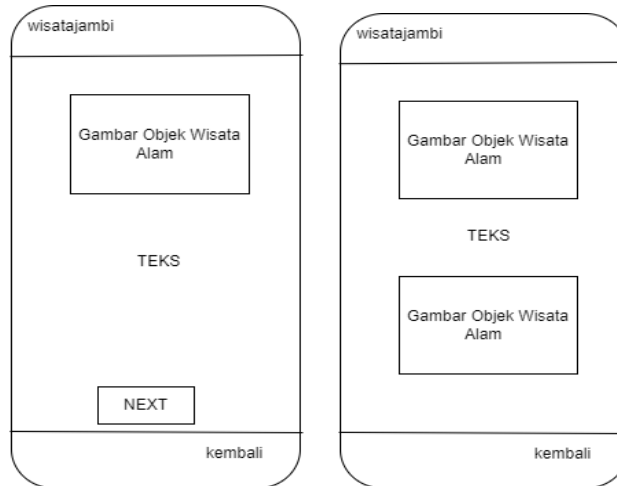 wisatajambi
Gambar Objek Wisata
Alam
TEKS
NEXT
kembali
wisatajambi
Gambar Objek Wisata
Alam
TEKS
Gambar Objek Wisata
Alam
kembali